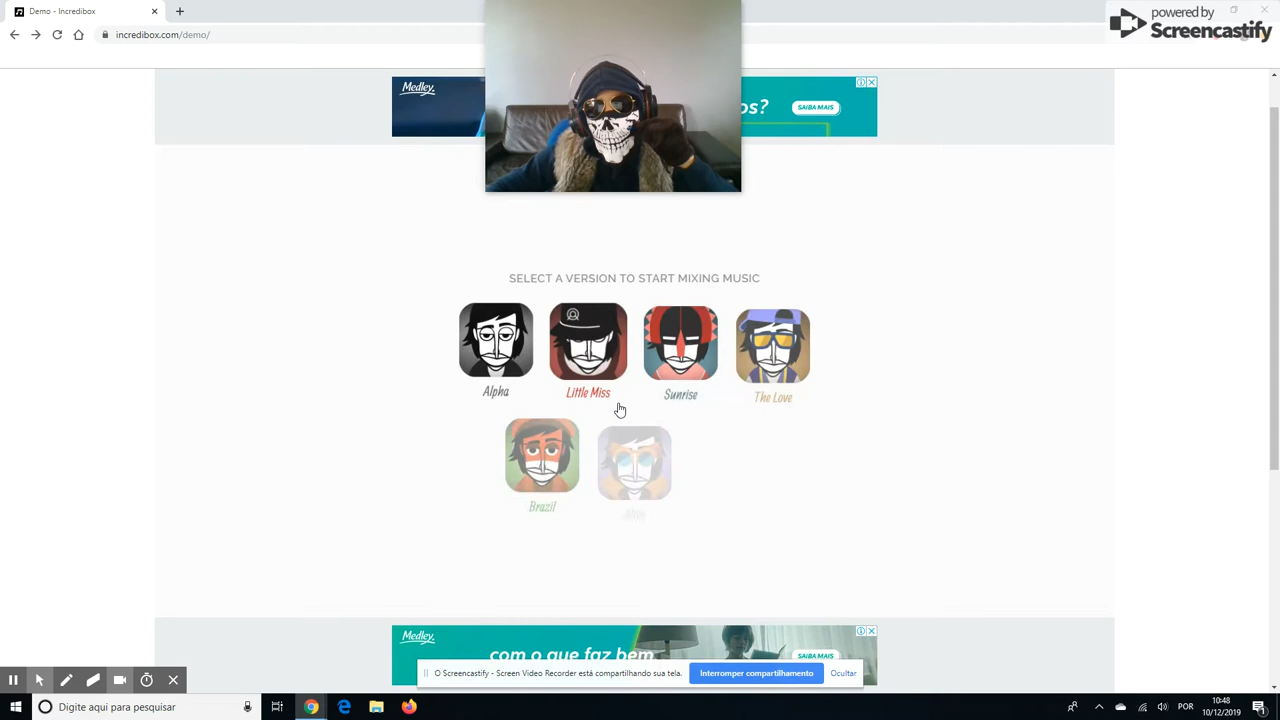 Demo - Incredibox
incredibox.com/demo/
powered by
Screencastify
Medley.
os?
SAIBA MAIS
SELECT A VERSION TO START MIXING MUSIC
Alpha
Little Miss
Sunrise
The Love
Brazil
Medley.
com o que faz bem
SAIBA MAIS
O Screencastify - Screen Video Recorder está compartilhando sua tela.
Interromper compartilhamento
Ocultar
Digite aqui para pesquisar
POR
10:48
10/12/2019
1